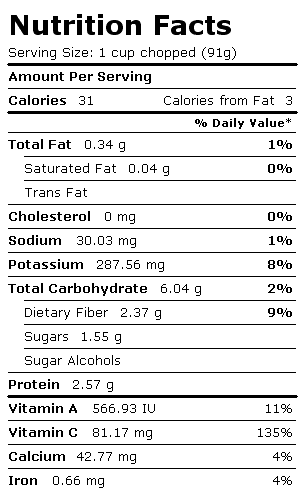 Nutrition Facts
Serving Size: 1 cup chopped (91g)
Amount Per Serving
Calories 31 Calories from Fat 3
% Daily Value*
Total Fat 0.34 g 1%
Saturated Fat 0.04 g 0%
Trans Fat
Cholesterol 0 mg 0%
Sodium 30.03 mg 1%
Potassium 287.56 mg 8%
Total Carbohydrate 6.04 g 2%
Dietary Fiber 2.37 g 9%
Sugars 1.55 g
Sugar Alcohols
Protein 2.57 g
Vitamin A 566.93 IU 11%
Vitamin C 81.17 mg 135%
Calcium 42.77 mg 4%
Iron 0.66 mg 4%